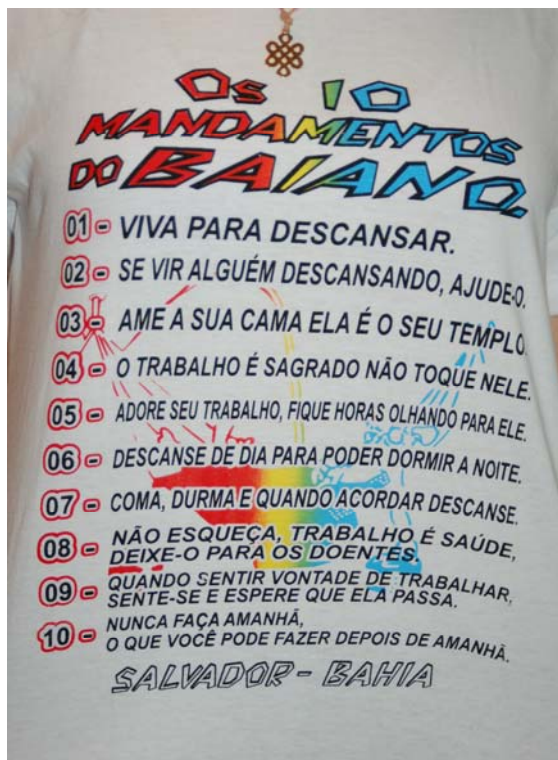 Os 10
MANDAMENTOS
DO BAIANO.
01 - VIVA PARA DESCANSAR.
02 - SE VIR ALGUÉM DESCANSANDO, AJUDE-O.
03 - AME A SUA CAMA ELA É O SEU TEMPLO.
04 - O TRABALHO É SAGRADO NÃO TOQUE NELE.
05 - ADORE SEU TRABALHO, FIQUE HORAS OLHANDO PARA ELE.
06 - DESCANSE DE DIA PARA PODER DORMIR A NOITE.
07 - COMA, DURMA E QUANDO ACORDAR DESCANSE.
08 - NÃO ESQUEÇA, TRABALHO É SAÚDE,
DEIXE-O PARA OS DOENTES.
09 - QUANDO SENTIR VONTADE DE TRABALHAR,
SENTE-SE E ESPERE QUE ELA PASSA.
10 - NUNCA FAÇA AMANHÃ,
O QUE VOCÊ PODE FAZER DEPOIS DE AMANHÃ.
SALVADOR - BAHIA